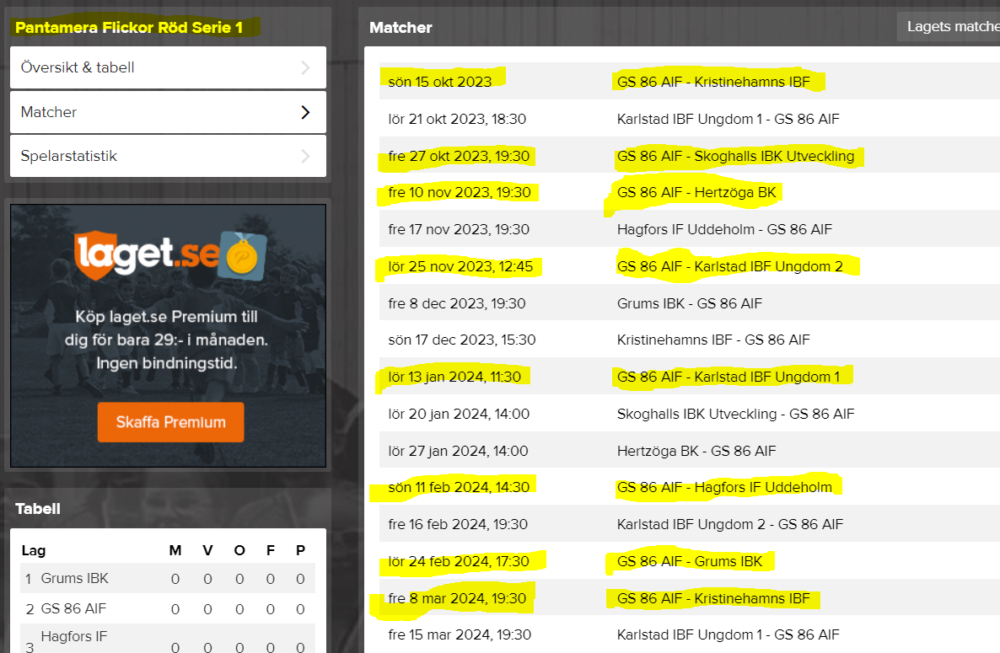 Pantamera Flickor Röd Serie 1
Översikt & tabell
Matcher
Spelarstatistik
laget.se
Köp laget.se Premium till
dig för bara 29:- i månaden.
Ingen bindningstid.
Skaffa Premium
Tabell
Lag M V O F P
1 Grums IBK 0 0 0 0 0
2 GS 86 AIF 0 0 0 0 0
Hagfors IF
3 0 0 0 0 0
Matcher
Lagets matche
sön 15 okt 2023 GS 86 AIF - Kristinehamns IBF
lör 21 okt 2023, 18:30 Karlstad IBF Ungdom 1 - GS 86 AIF
fre 27 okt 2023, 19:30 GS 86 AIF - Skoghalls IBK Utveckling
fre 10 nov 2023, 19:30 GS 86 AIF - Hertzöga BK
fre 17 nov 2023, 19:30 Hagfors IF Uddeholm - GS 86 AIF
lör 25 nov 2023, 12:45 GS 86 AIF - Karlstad IBF Ungdom 2
fre 8 dec 2023, 19:30 Grums IBK - GS 86 AIF
sön 17 dec 2023, 15:30 Kristinehamns IBF - GS 86 AIF
lör 13 jan 2024, 11:30 GS 86 AIF - Karlstad IBF Ungdom 1
lör 20 jan 2024, 14:00 Skoghalls IBK Utveckling - GS 86 AIF
lör 27 jan 2024, 14:00 Hertzöga BK - GS 86 AIF
sön 11 feb 2024, 14:30 GS 86 AIF - Hagfors IF Uddeholm
fre 16 feb 2024, 19:30 Karlstad IBF Ungdom 2 - GS 86 AIF
lör 24 feb 2024, 17:30 GS 86 AIF - Grums IBK
fre 8 mar 2024, 19:30 GS 86 AIF - Kristinehamns IBF
fre 15 mar 2024, 19:30 Karlstad IBF Ungdom 1 - GS 86 AIF